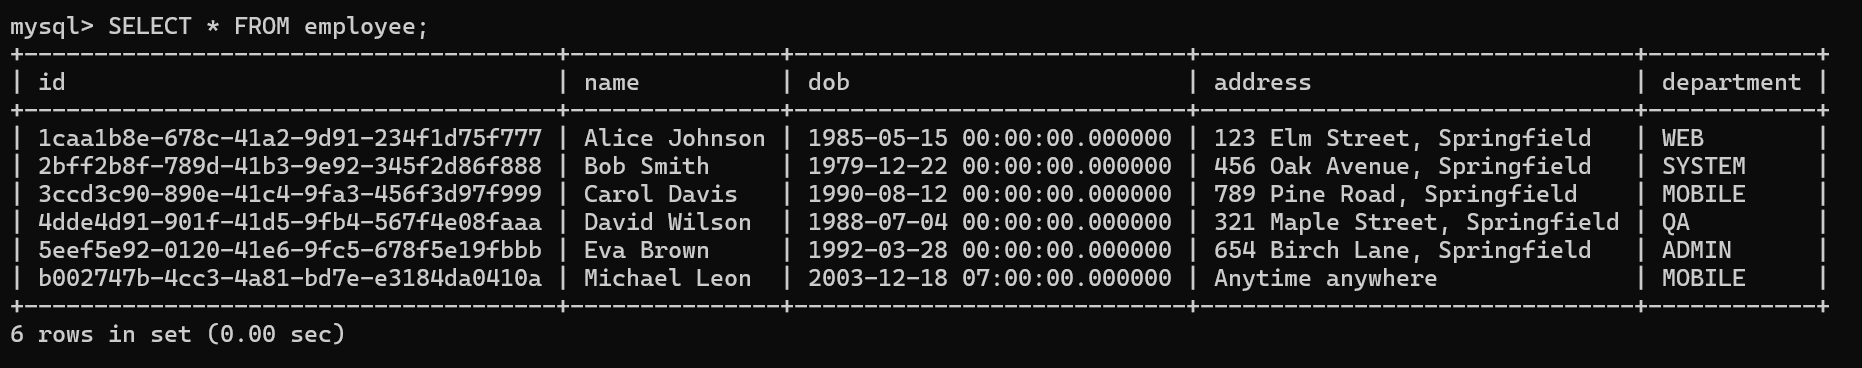 mysql> SELECT * FROM employee;
+--------------------------------------+---------------+----------------------------+-------------------------------+------------+
| id                                   | name          | dob                        | address                       | department |
+--------------------------------------+---------------+----------------------------+-------------------------------+------------+
| 1caa1b8e-678c-41a2-9d91-234f1d75f777 | Alice Johnson | 1985-05-15 00:00:00.000000 | 123 Elm Street, Springfield   | WEB        |
| 2bff2b8f-789d-41b3-9e92-345f2d86f888 | Bob Smith     | 1979-12-22 00:00:00.000000 | 456 Oak Avenue, Springfield   | SYSTEM     |
| 3ccd3c90-890e-41c4-9fa3-456f3d97f999 | Carol Davis   | 1990-08-12 00:00:00.000000 | 789 Pine Road, Springfield    | MOBILE     |
| 4dde4d91-901f-41d5-9fb4-567f4e08faaa | David Wilson  | 1988-07-04 00:00:00.000000 | 321 Maple Street, Springfield | QA         |
| 5eef5e92-0120-41e6-9fc5-678f5e19fbbb | Eva Brown     | 1992-03-28 00:00:00.000000 | 654 Birch Lane, Springfield   | ADMIN      |
| b002747b-4cc3-4a81-bd7e-e3184da0410a | Michael Leon  | 2003-12-18 07:00:00.000000 | Anytime anywhere              | MOBILE     |
+--------------------------------------+---------------+----------------------------+-------------------------------+------------+
6 rows in set (0.00 sec)